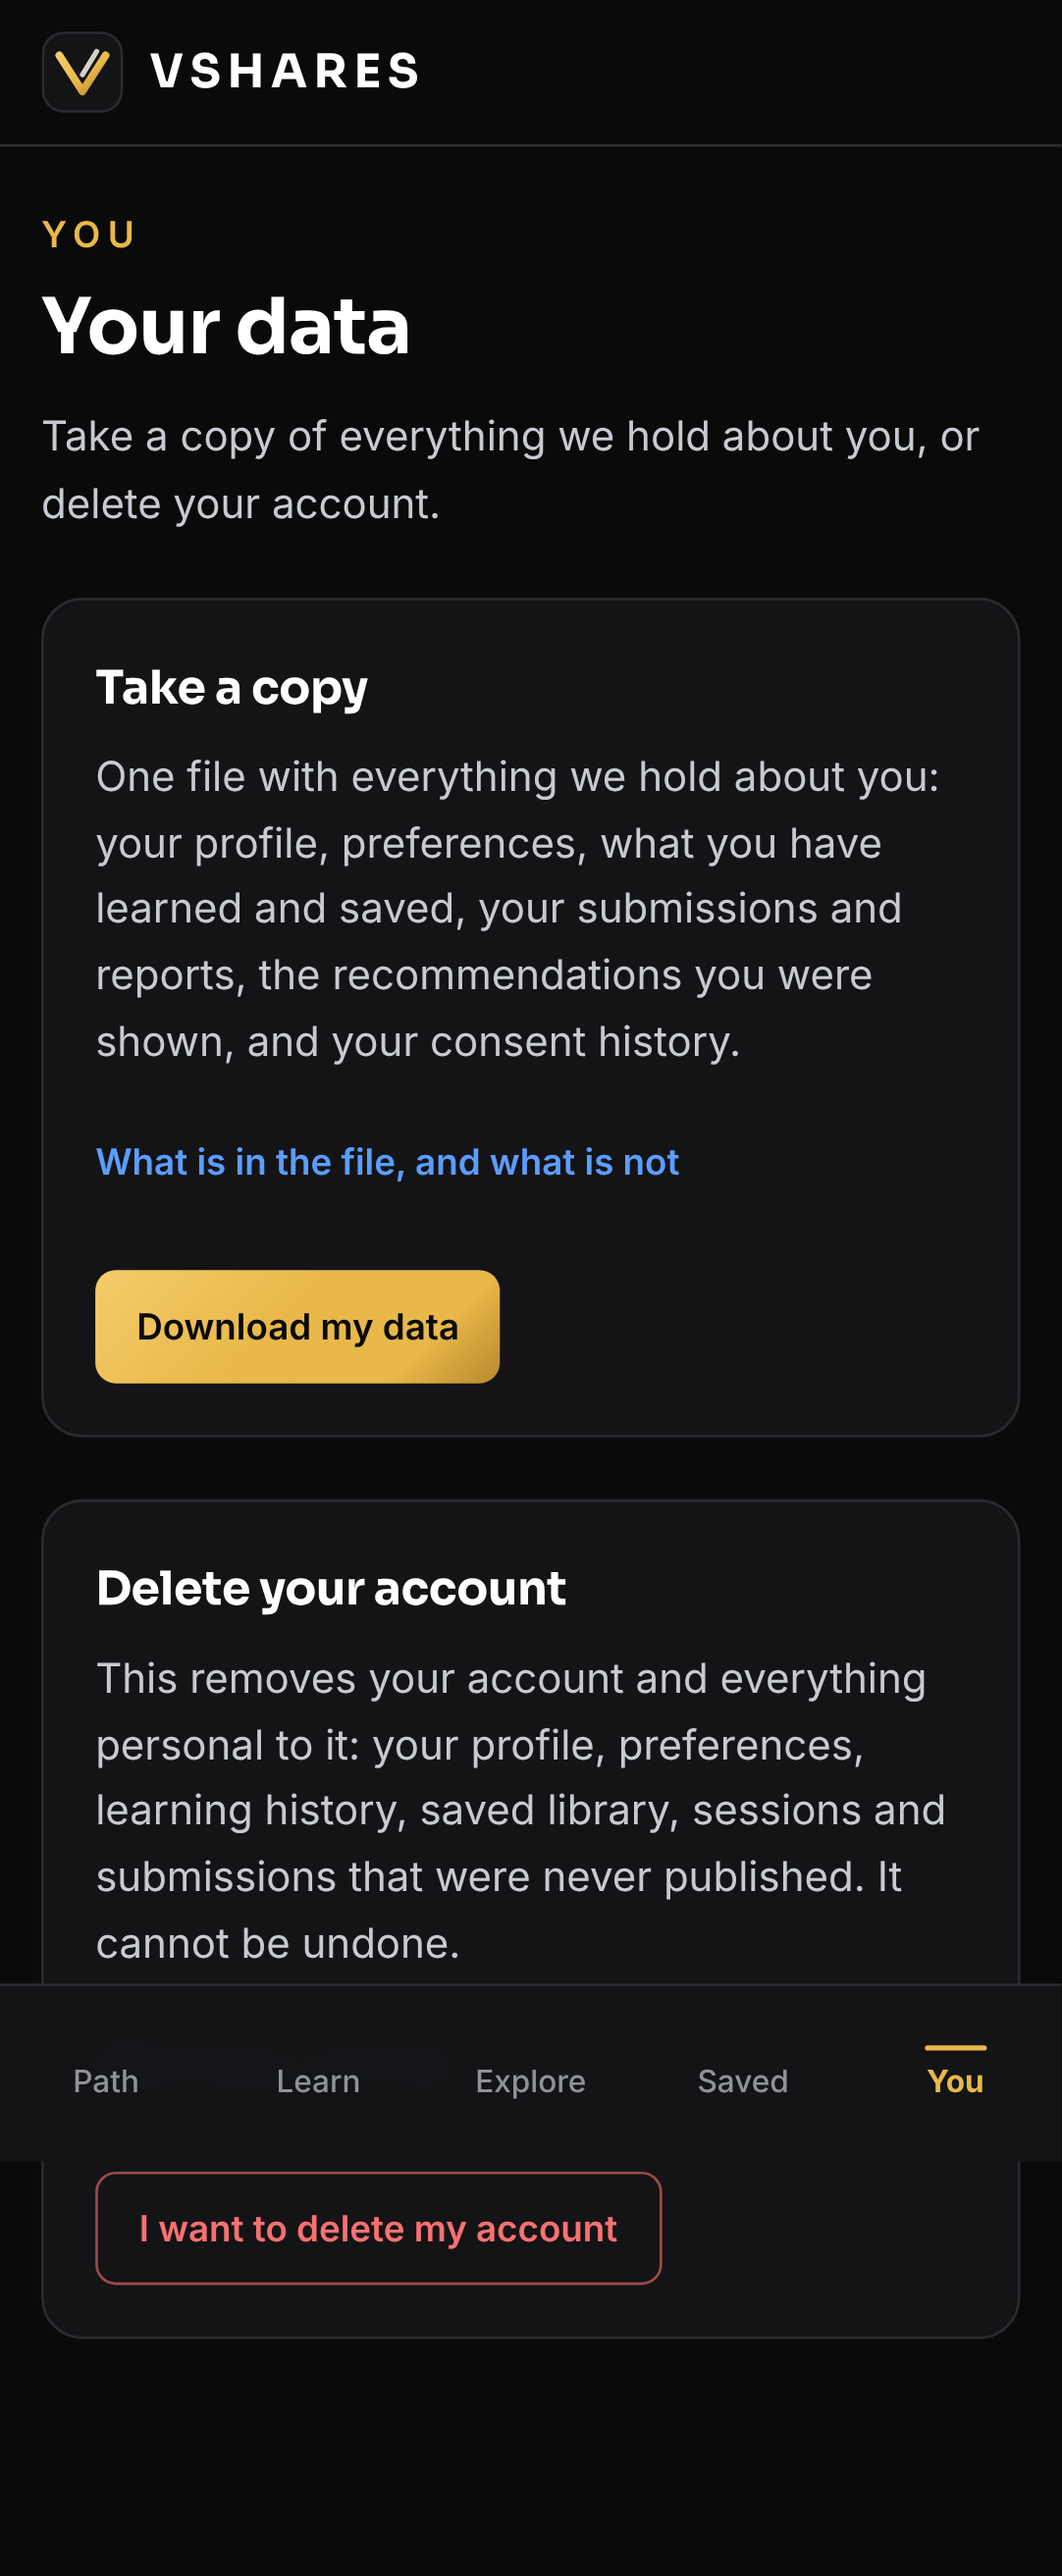 VSHARES
YOU
Your data
Take a copy of everything we hold about you, or
delete your account.
Take a copy
One file with everything we hold about you:
your profile, preferences, what you have
learned and saved, your submissions and
reports, the recommendations you were
shown, and your consent history.
What is in the file, and what is not
Download my data
Delete your account
This removes your account and everything
personal to it: your profile, preferences,
learning history, saved library, sessions and
submissions that were never published. It
cannot be undone.
Path Learn Explore Saved You
I want to delete my account